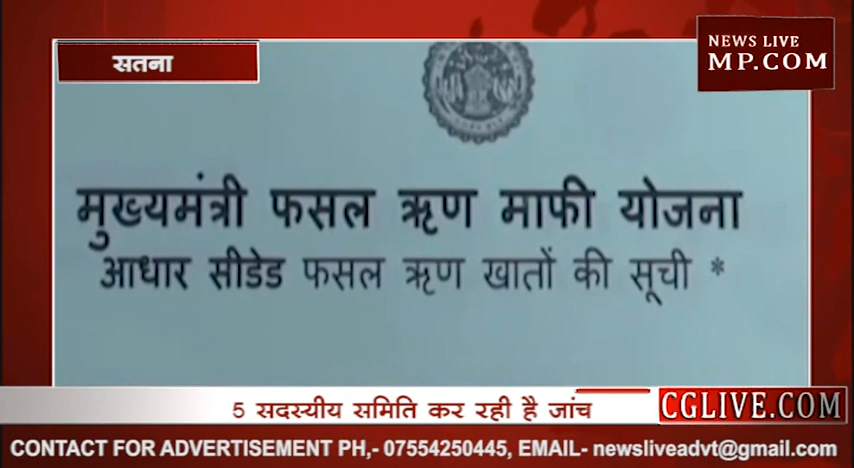 सतना
NEWS LIVE
MP.COM
मुख्यमंत्री फसल ऋण माफी योजना
आधार सीडेड फसल ऋण खातों की सूची *
5 सदस्यीय समिति कर रही है जांच
CGLIVE.COM
CONTACT FOR ADVERTISEMENT PH,- 07554250445, EMAIL- newsliveadvt@gmail.com